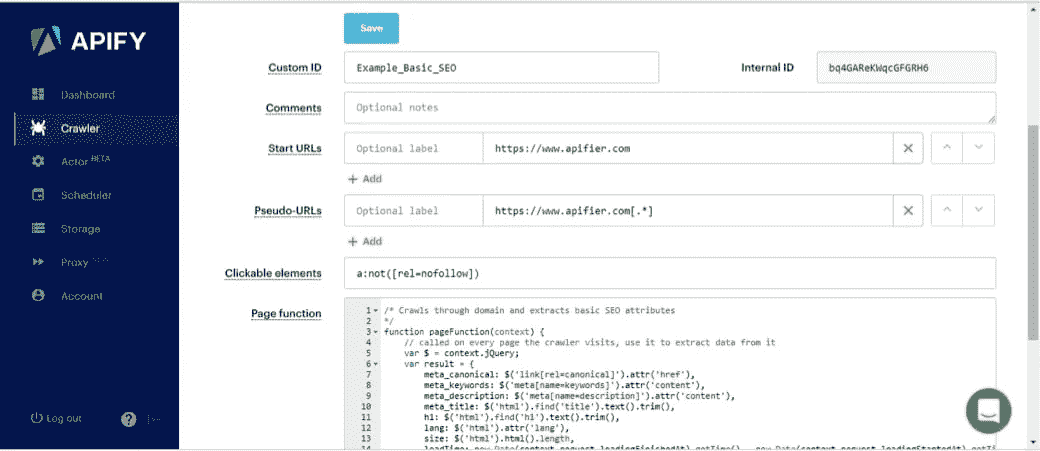 APIFY
Dashboard
Crawler
Actor BETA
Scheduler
Storage
Proxy
Account
Log out
?
Save
Custom ID Example_Basic_SEO Internal ID bq4GAReKWqcGFGRH6
Comments Optional notes
Start URLs Optional label https://www.apifier.com
+ Add
Pseudo-URLs Optional label https://www.apifier.com[.*]
+ Add
Clickable elements a:not([rel=nofollow])
Page function
1 /* Crawls through domain and extracts basic SEO attributes
2 */
3 function pageFunction(context) {
4 // called on every page the crawler visits, use it to extract data from it
5 var $ = context.jQuery;
6 var result = {
7 meta_canonical: $('link[rel=canonical]').attr('href'),
8 meta_keywords: $('meta[name=keywords]').attr('content'),
9 meta_description: $('meta[name=description]').attr('content'),
10 meta_title: $('html').find('title').text().trim(),
11 h1: $('html').find('h1').text().trim(),
12 lang: $('html').attr('lang'),
13 size: $('html').html().length,